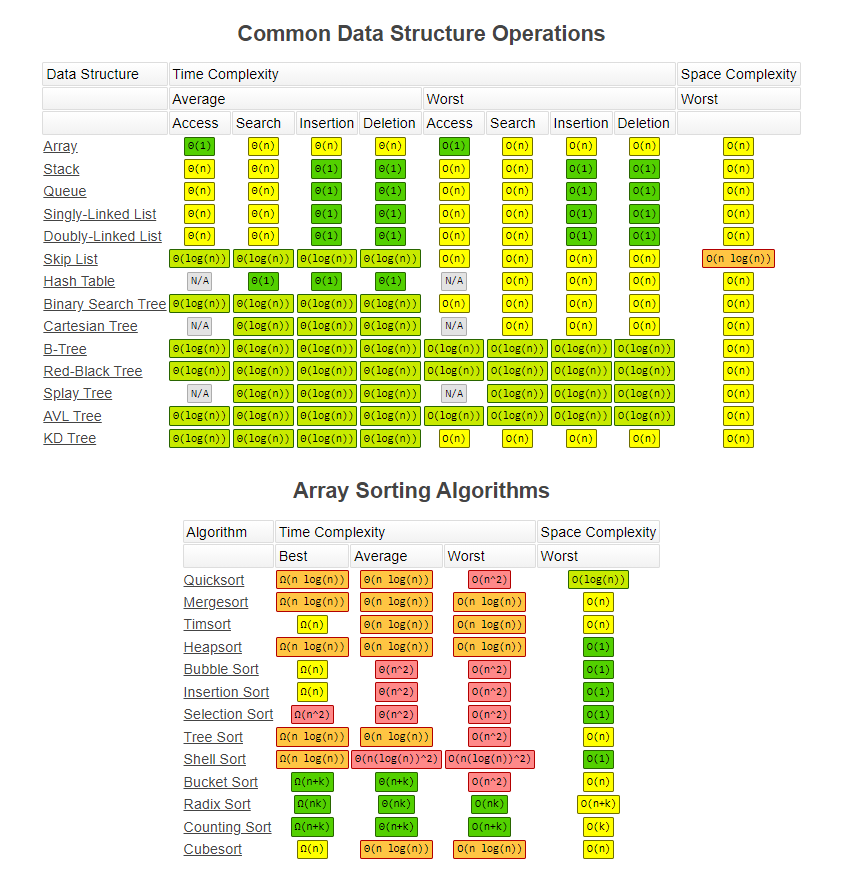 Common Data Structure Operations
Data Structure Time Complexity Space Complexity
Average Worst Worst
Access Search Insertion Deletion Access Search Insertion Deletion
Array Θ(1) Θ(n) Θ(n) Θ(n) O(1) O(n) O(n) O(n) O(n)
Stack Θ(n) Θ(n) Θ(1) Θ(1) O(n) O(n) O(1) O(1) O(n)
Queue Θ(n) Θ(n) Θ(1) Θ(1) O(n) O(n) O(1) O(1) O(n)
Singly-Linked List Θ(n) Θ(n) Θ(1) Θ(1) O(n) O(n) O(1) O(1) O(n)
Doubly-Linked List Θ(n) Θ(n) Θ(1) Θ(1) O(n) O(n) O(1) O(1) O(n)
Skip List Θ(log(n)) Θ(log(n)) Θ(log(n)) Θ(log(n)) O(n) O(n) O(n) O(n) O(n log(n))
Hash Table N/A Θ(1) Θ(1) Θ(1) N/A O(n) O(n) O(n) O(n)
Binary Search Tree Θ(log(n)) Θ(log(n)) Θ(log(n)) Θ(log(n)) O(n) O(n) O(n) O(n) O(n)
Cartesian Tree N/A Θ(log(n)) Θ(log(n)) Θ(log(n)) N/A O(n) O(n) O(n) O(n)
B-Tree Θ(log(n)) Θ(log(n)) Θ(log(n)) Θ(log(n)) O(log(n)) O(log(n)) O(log(n)) O(log(n)) O(n)
Red-Black Tree Θ(log(n)) Θ(log(n)) Θ(log(n)) Θ(log(n)) O(log(n)) O(log(n)) O(log(n)) O(log(n)) O(n)
Splay Tree N/A Θ(log(n)) Θ(log(n)) Θ(log(n)) N/A O(log(n)) O(log(n)) O(log(n)) O(n)
AVL Tree Θ(log(n)) Θ(log(n)) Θ(log(n)) Θ(log(n)) O(log(n)) O(log(n)) O(log(n)) O(log(n)) O(n)
KD Tree Θ(log(n)) Θ(log(n)) Θ(log(n)) Θ(log(n)) O(n) O(n) O(n) O(n) O(n)
Array Sorting Algorithms
Algorithm Time Complexity Space Complexity
Best Average Worst Worst
Quicksort Ω(n log(n)) Θ(n log(n)) O(n^2) O(log(n))
Mergesort Ω(n log(n)) Θ(n log(n)) O(n log(n)) O(n)
Timsort Ω(n) Θ(n log(n)) O(n log(n)) O(n)
Heapsort Ω(n log(n)) Θ(n log(n)) O(n log(n)) O(1)
Bubble Sort Ω(n) Θ(n^2) O(n^2) O(1)
Insertion Sort Ω(n) Θ(n^2) O(n^2) O(1)
Selection Sort Ω(n^2) Θ(n^2) O(n^2) O(1)
Tree Sort Ω(n log(n)) Θ(n log(n)) O(n^2) O(n)
Shell Sort Ω(n log(n)) Θ(n(log(n))^2) O(n(log(n))^2) O(1)
Bucket Sort Ω(n+k) Θ(n+k) O(n^2) O(n)
Radix Sort Ω(nk) Θ(nk) O(nk) O(n+k)
Counting Sort Ω(n+k) Θ(n+k) O(n+k) O(k)
Cubesort Ω(n) Θ(n log(n)) O(n log(n)) O(n)